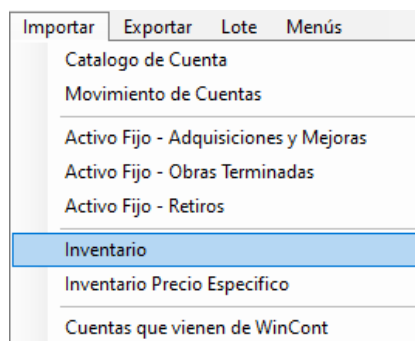 Importar Exportar Lote Menús
Catalogo de Cuenta
Movimiento de Cuentas
Activo Fijo - Adquisiciones y Mejoras
Activo Fijo - Obras Terminadas
Activo Fijo - Retiros
Inventario
Inventario Precio Especifico
Cuentas que vienen de WinCont